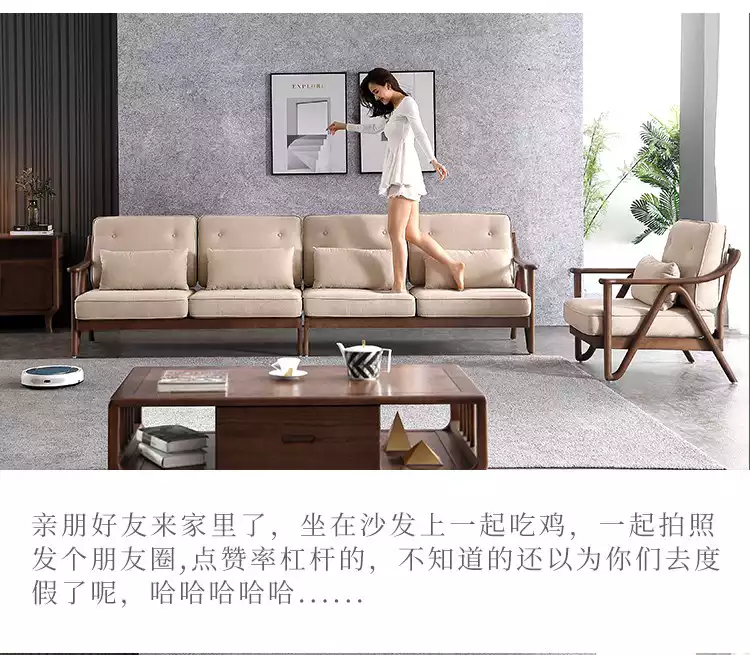 EXPLORE
亲朋好友来家里了，坐在沙发上一起吃鸡，一起拍照
发个朋友圈,点赞率杠杆的，不知道的还以为你们去度
假了呢，哈哈哈哈哈......